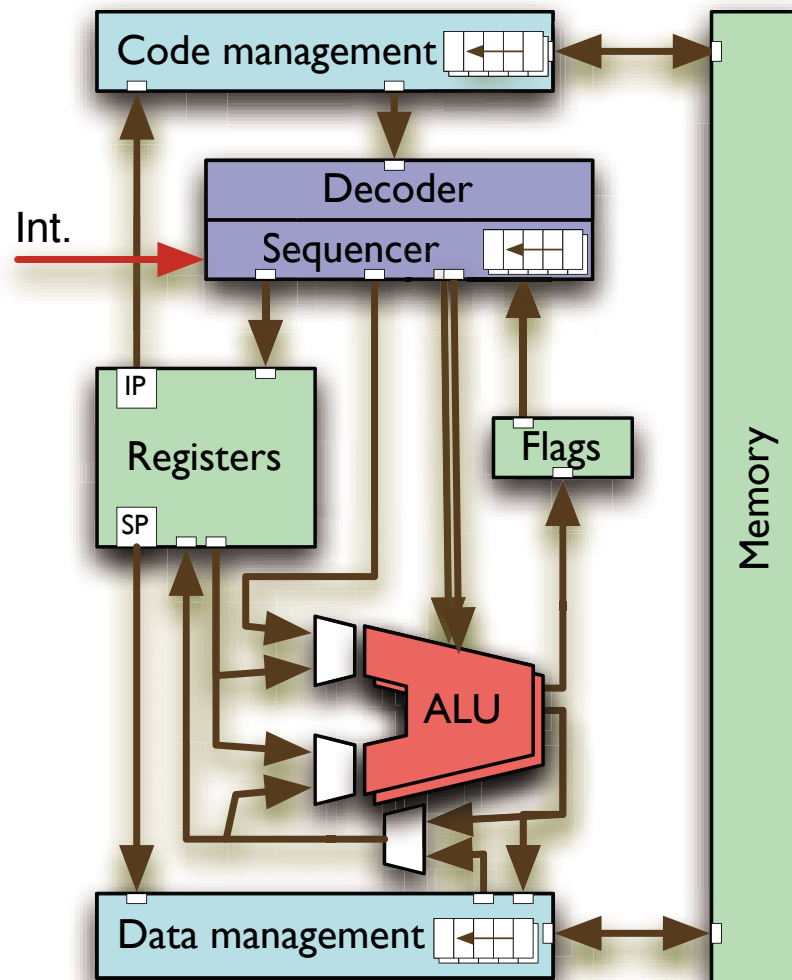 Code management
Decoder
Int.
Sequencer
IP
Registers
Flags
SP
Memory
ALU
Data management